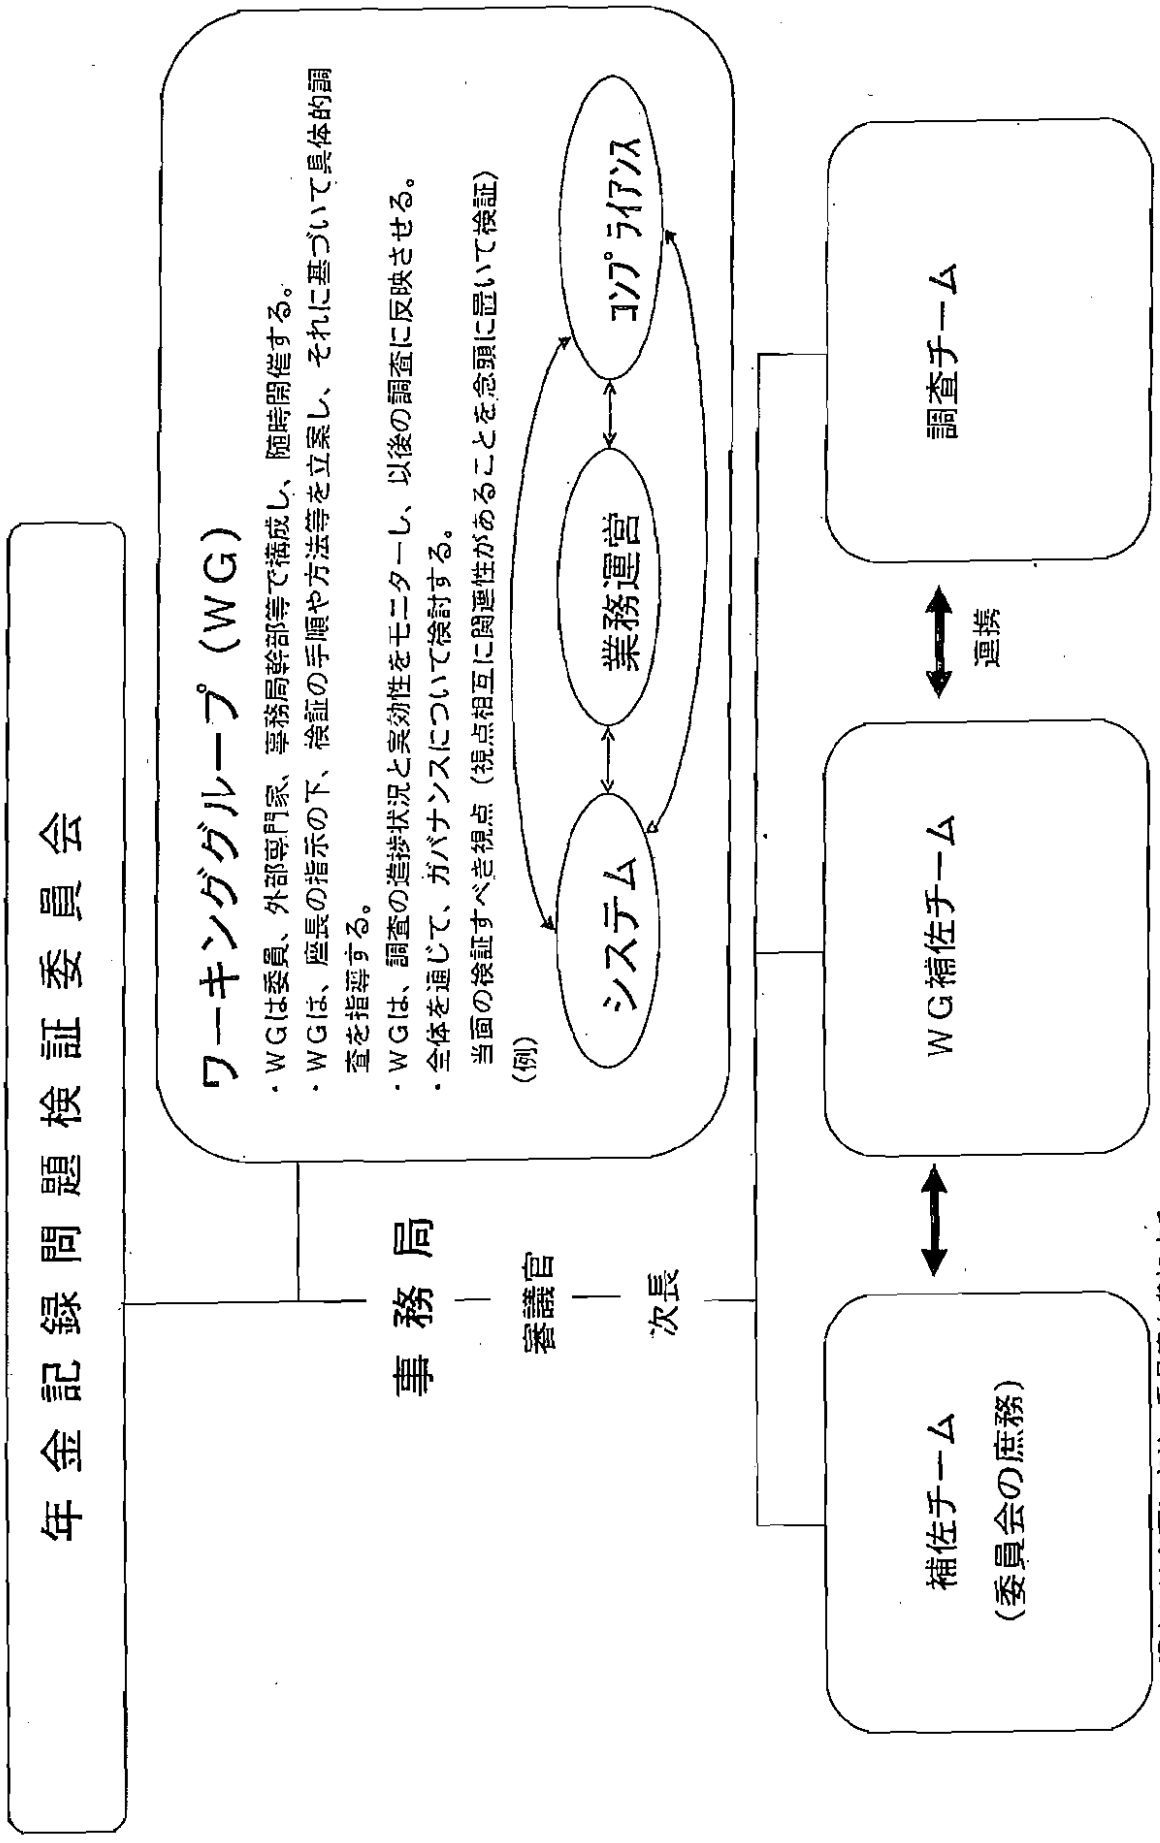 年金記録問題検証委員会
ワーキンググループ（ＷＧ）
・ＷＧは委員、外部専門家、事務局幹部等で構成し、随時開催する。
・ＷＧは、座長の指示の下、検証の手順や方法等を立案し、それに基づいて具体的調
査を指導する。
・ＷＧは、調査の進捗状況と実効性をモニターし、以後の調査に反映させる。
・全体を通じて、ガバナンスについて検討する。
当面の検証すべき視点（視点相互に関連性があることを念頭に置いて検証）
（例）
システム
業務運営
コンプライアンス
事務局
審議官
次長
補佐チーム
（委員会の庶務）
ＷＧ補佐チーム
連携
調査チーム